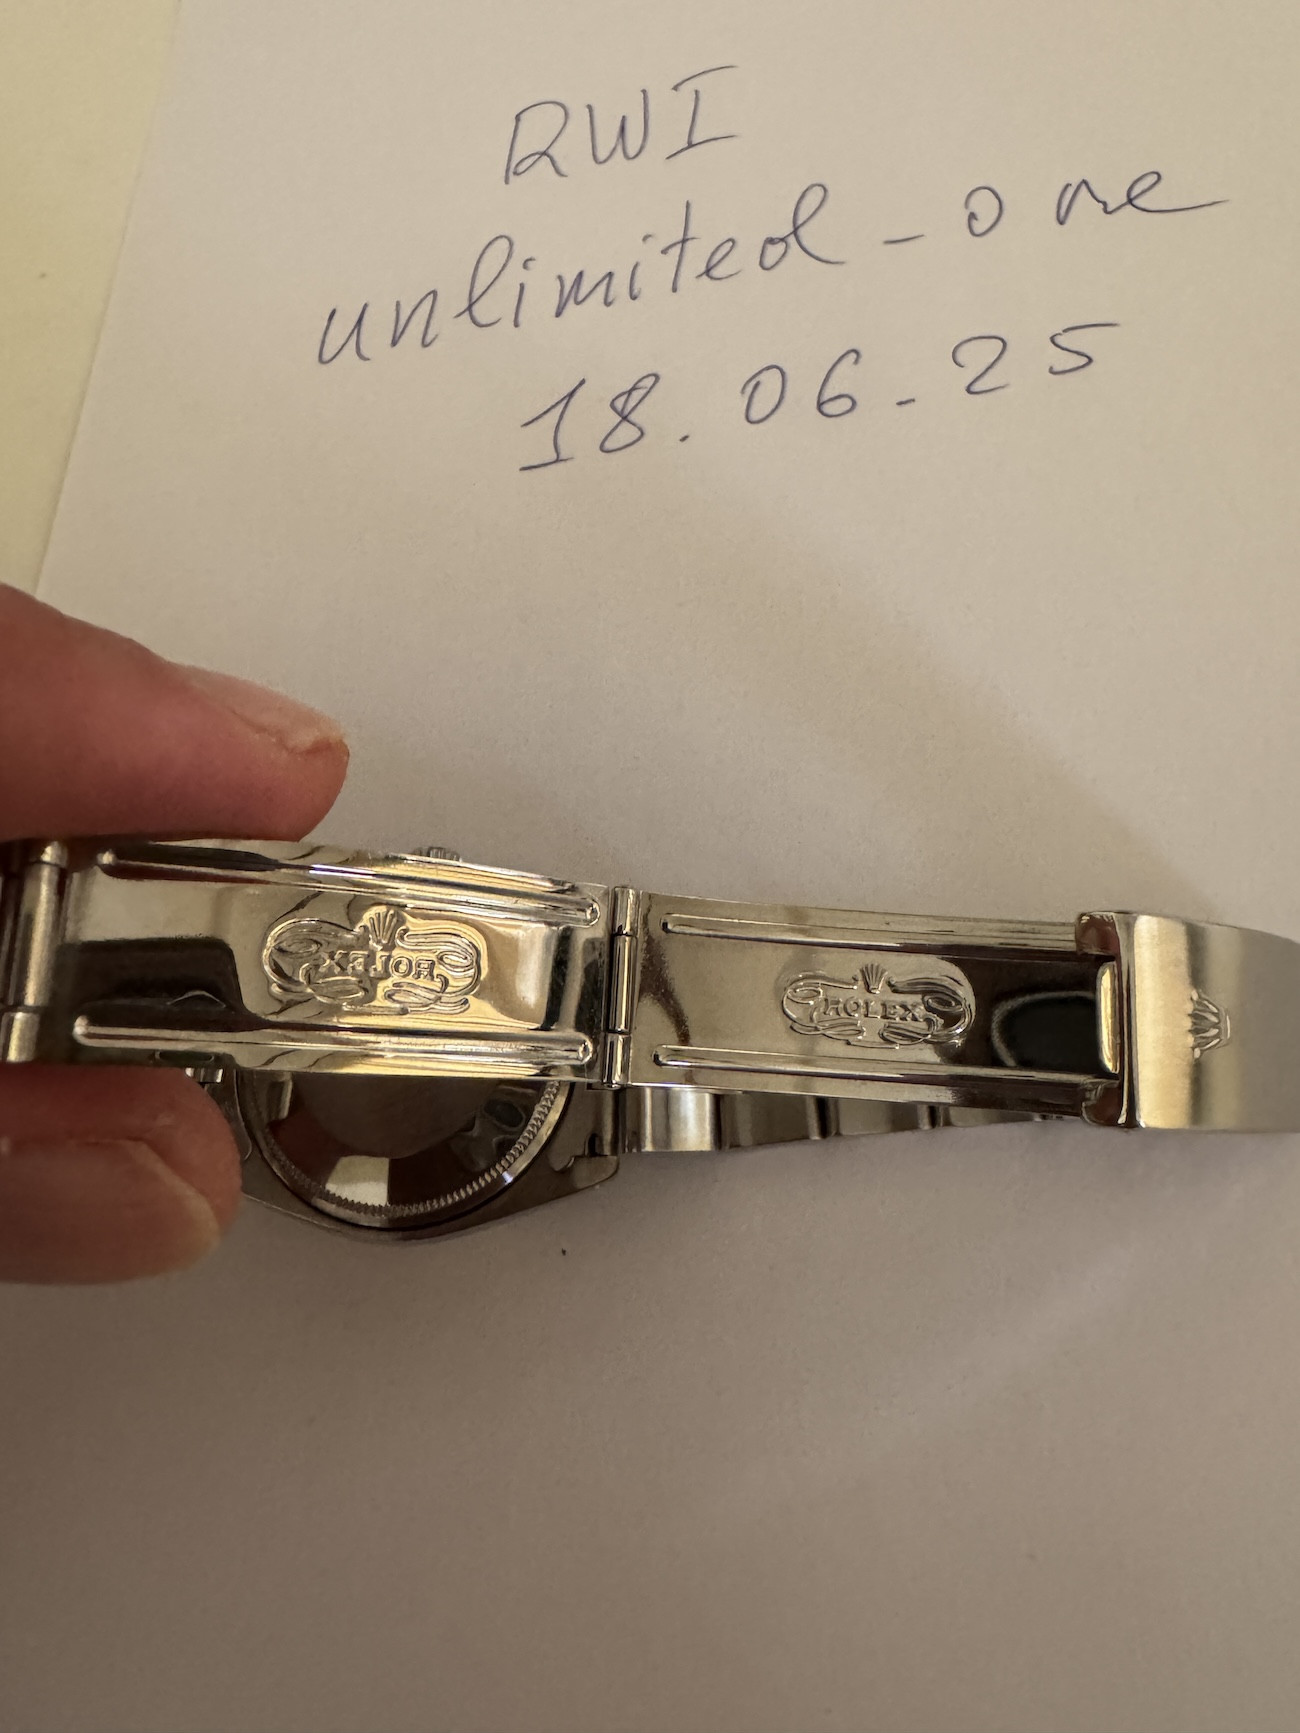 RWI
unlimited-one
18.06.25
ROLEX
ROLEX